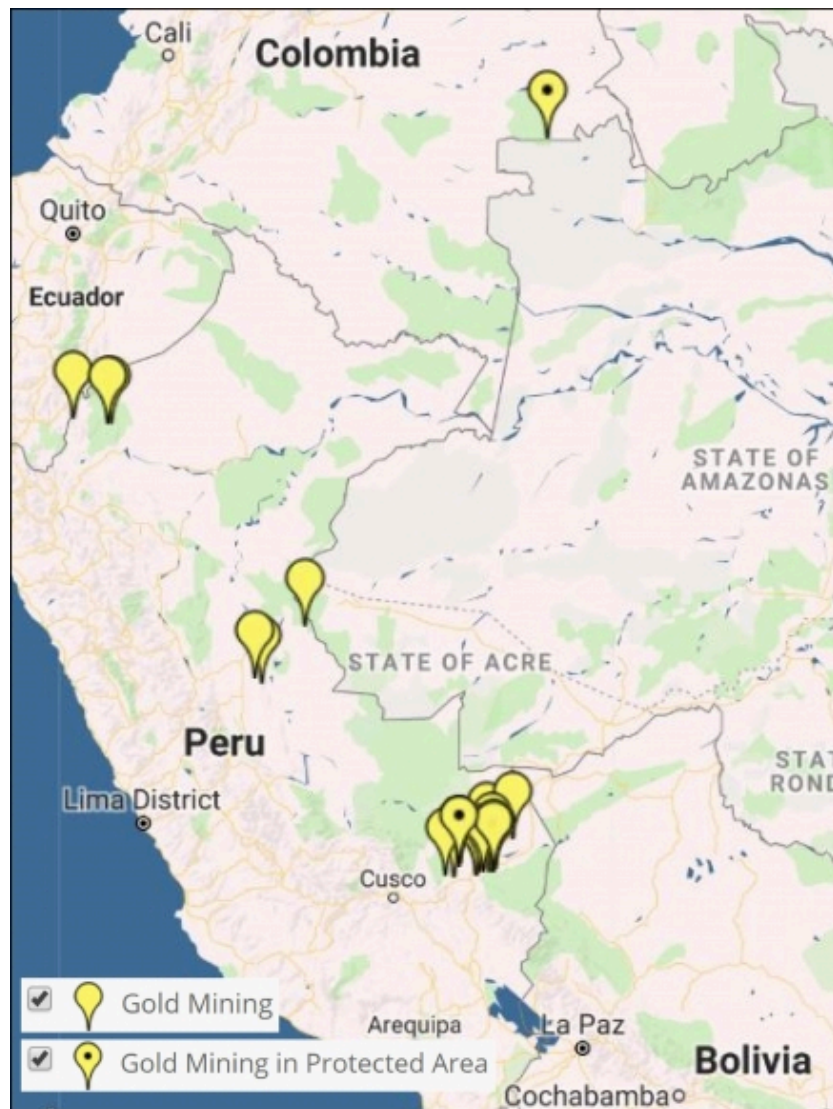 Cali
Colombia
Quito
Ecuador
STATE OF
AMAZONAS
STATE OF ACRE
Peru
STAT
ROND
Lima District
Cusco
Gold Mining
Arequipa
La Paz
Gold Mining in Protected Area
Bolivia
Cochabamba